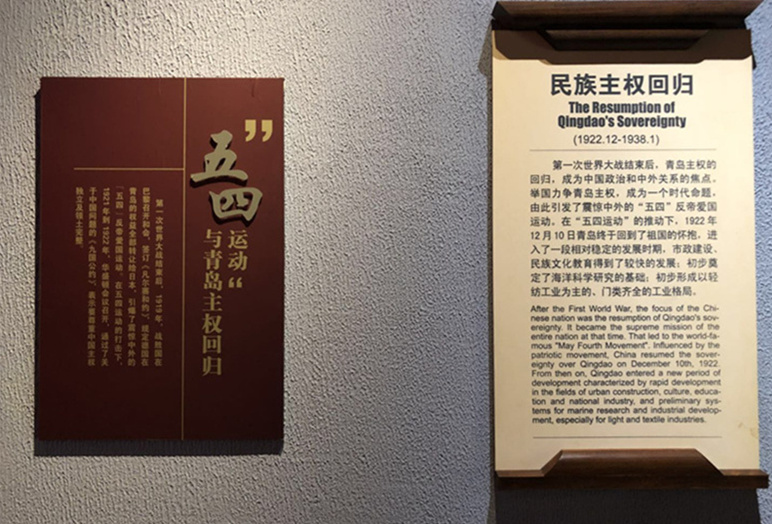 ”五四运动“
与青岛主权回归
第一次世界大战结束后，1919年，战胜国在
巴黎召开和会，签订《凡尔赛和约》，规定德国在
青岛的权益全部转让给日本，引爆了震惊中外的
“五四”反帝爱国运动。在五四运动的打击下，
1921年到1922年，华盛顿会议召开，通过了关
于中国问题的《九国公约》，表示要尊重中国主权
独立及领土完整。
民族主权回归
The Resumption of
Qingdao's Sovereignty
(1922.12-1938.1)
第一次世界大战结束后，青岛主权的
回归，成为中国政治和中外关系的焦点。
举国力争青岛主权，成为一个时代命题，
由此引发了震惊中外的“五四”反帝爱国
运动。在“五四运动”的推动下，1922年
12月10日青岛终于回到了祖国的怀抱，进
入了一段相对稳定的发展时期，市政建设、
民族文化教育得到了较快的发展；初步奠
定了海洋科学研究的基础；初步形成以轻
纺工业为主的、门类齐全的工业格局。
After the First World War, the focus of the Chi-
nese nation was the resumption of Qingdao's sov-
ereignty. It became the supreme mission of the
entire nation at that time. That led to the world-fa-
mous "May Fourth Movement". Influenced by the
patriotic movement, China resumed the sover-
eignty over Qingdao on December 10th, 1922.
From then on, Qingdao entered a new period of
development characterized by rapid development
in the fields of urban construction, culture, educa-
tion and national industry, and preliminary sys-
tems for marine research and industrial develop-
ment, especially for light and textile industries.